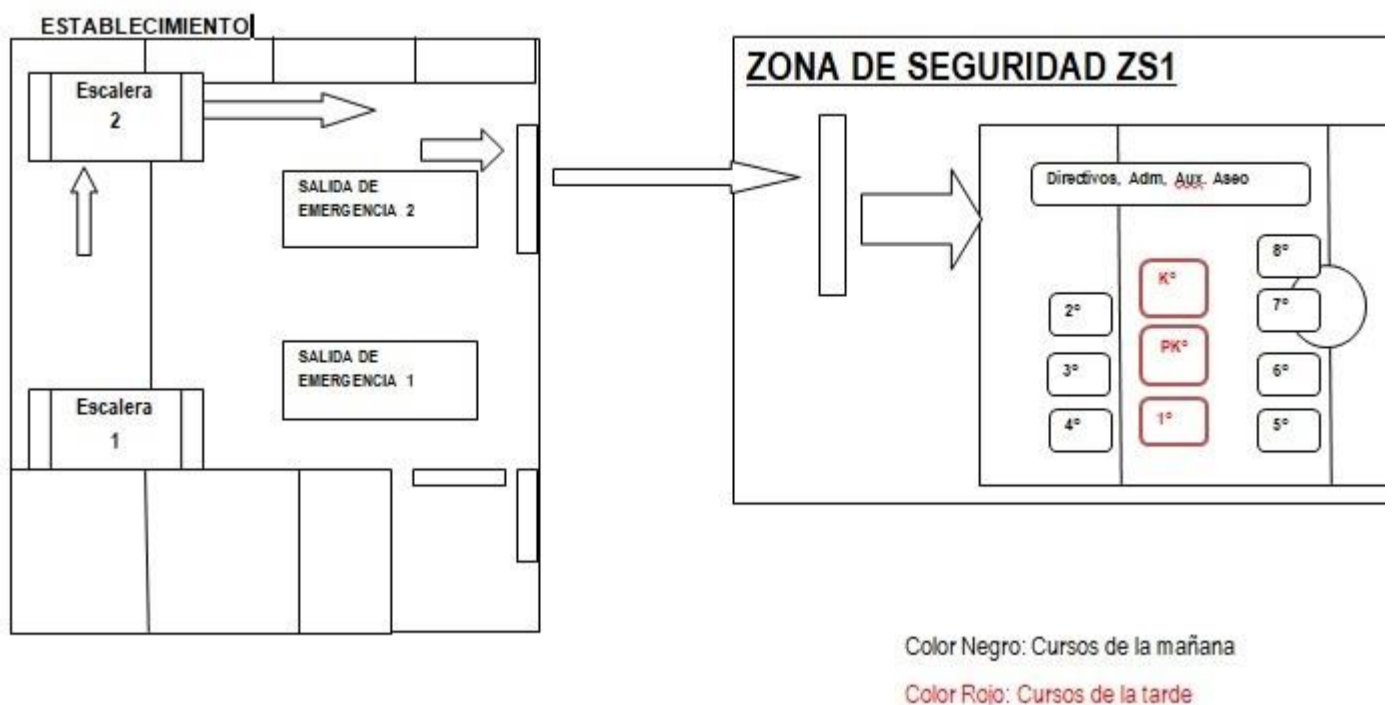 ESTABLECIMIENTO
Escalera
2
SALIDA DE
EMERGENCIA 2
SALIDA DE
EMERGENCIA 1
Escalera
1
ZONA DE SEGURIDAD ZS1
Directivos, Adm, Aux. Aseo
8°
K°
2°
7°
PK°
3°
6°
1°
4°
5°
Color Negro: Cursos de la mañana
Color Rojo: Cursos de la tarde